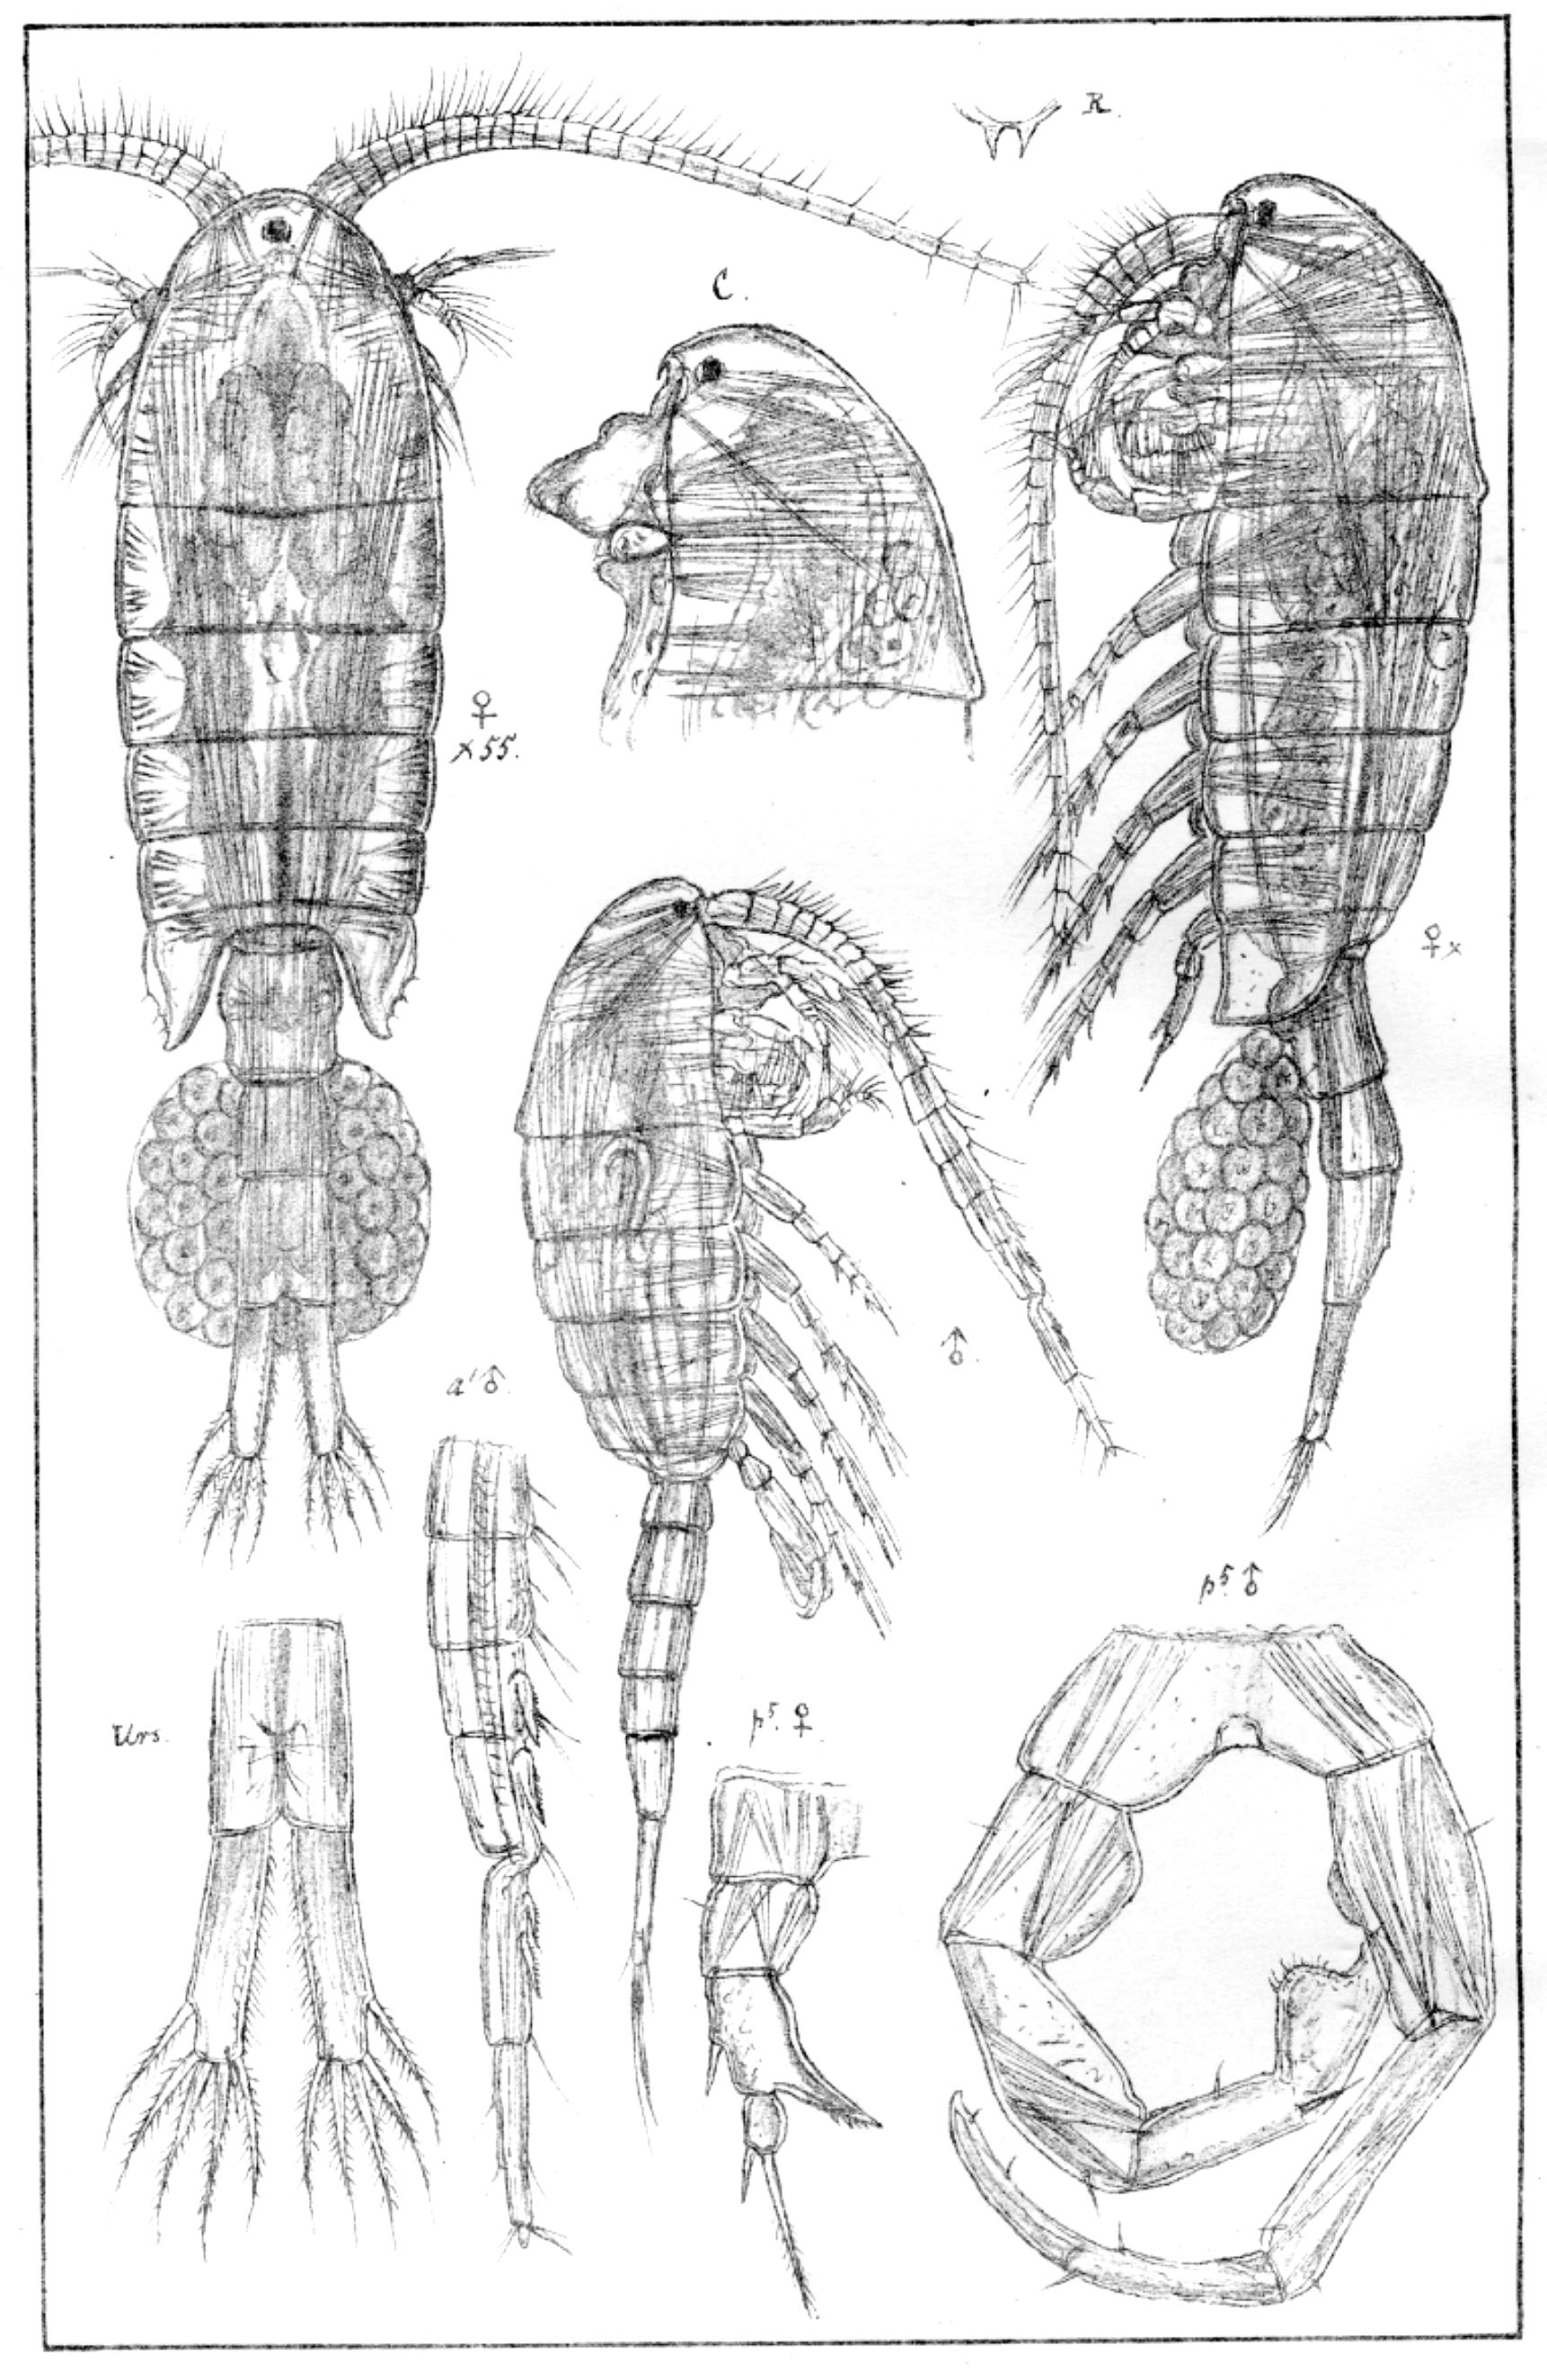 R.
C.
♀
×55.
♀×
♂.
a¹ ♂.
p⁵. ♂
Urs.
p⁵. ♀